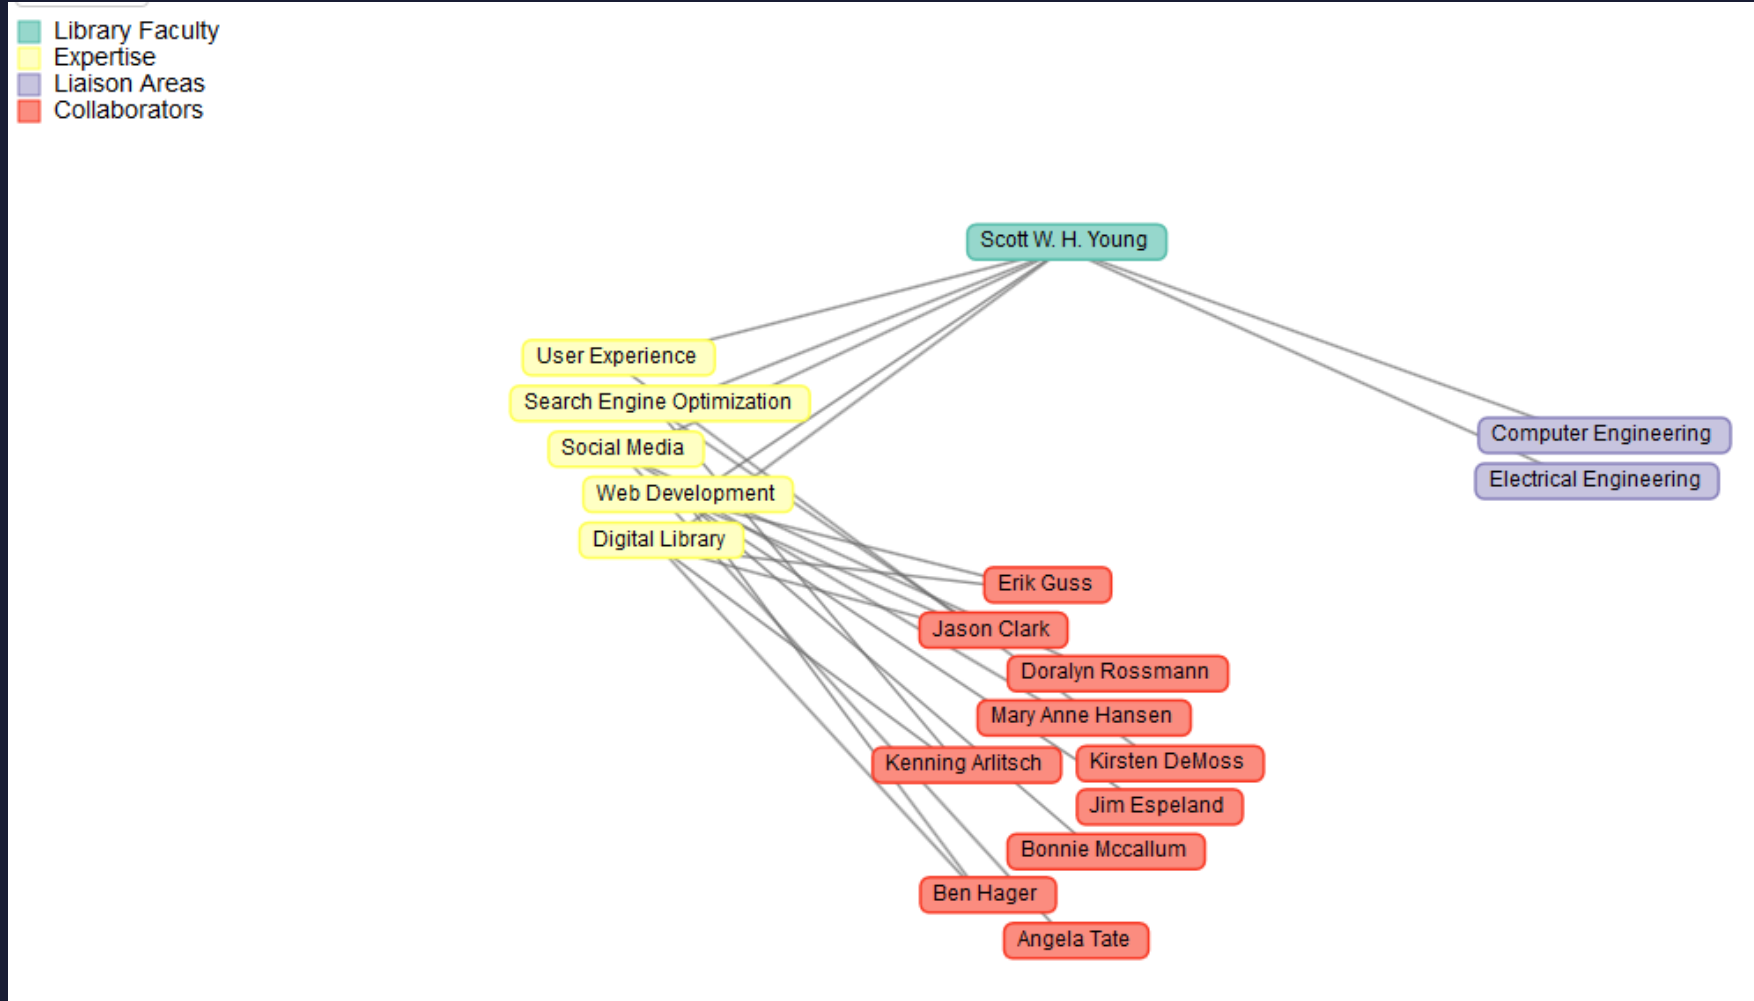 Library Faculty
Expertise
Liaison Areas
Collaborators
Scott W. H. Young
User Experience
Search Engine Optimization
Social Media
Web Development
Digital Library
Computer Engineering
Electrical Engineering
Erik Guss
Jason Clark
Doralyn Rossmann
Mary Anne Hansen
Kenning Arlitsch
Kirsten DeMoss
Jim Espeland
Bonnie Mccallum
Ben Hager
Angela Tate